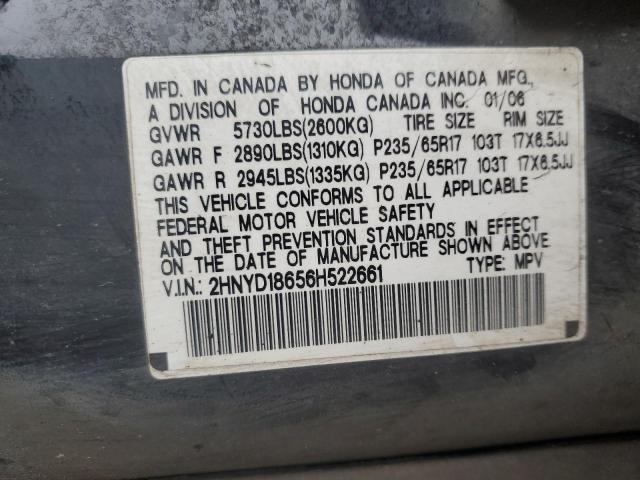 MFD. IN CANADA BY HONDA OF CANADA MFG.,
A DIVISION OF HONDA CANADA INC. 01/06
GVWR 5730LBS(2600KG) TIRE SIZE RIM SIZE
GAWR F 2890LBS(1310KG) P235/65R17 103T 17X6.5JJ
GAWR R 2945LBS(1335KG) P235/65R17 103T 17X6.5JJ
THIS VEHICLE CONFORMS TO ALL APPLICABLE
FEDERAL MOTOR VEHICLE SAFETY
AND THEFT PREVENTION STANDARDS IN EFFECT
ON THE DATE OF MANUFACTURE SHOWN ABOVE
V.I.N.: 2HNYD18656H522661 TYPE: MPV